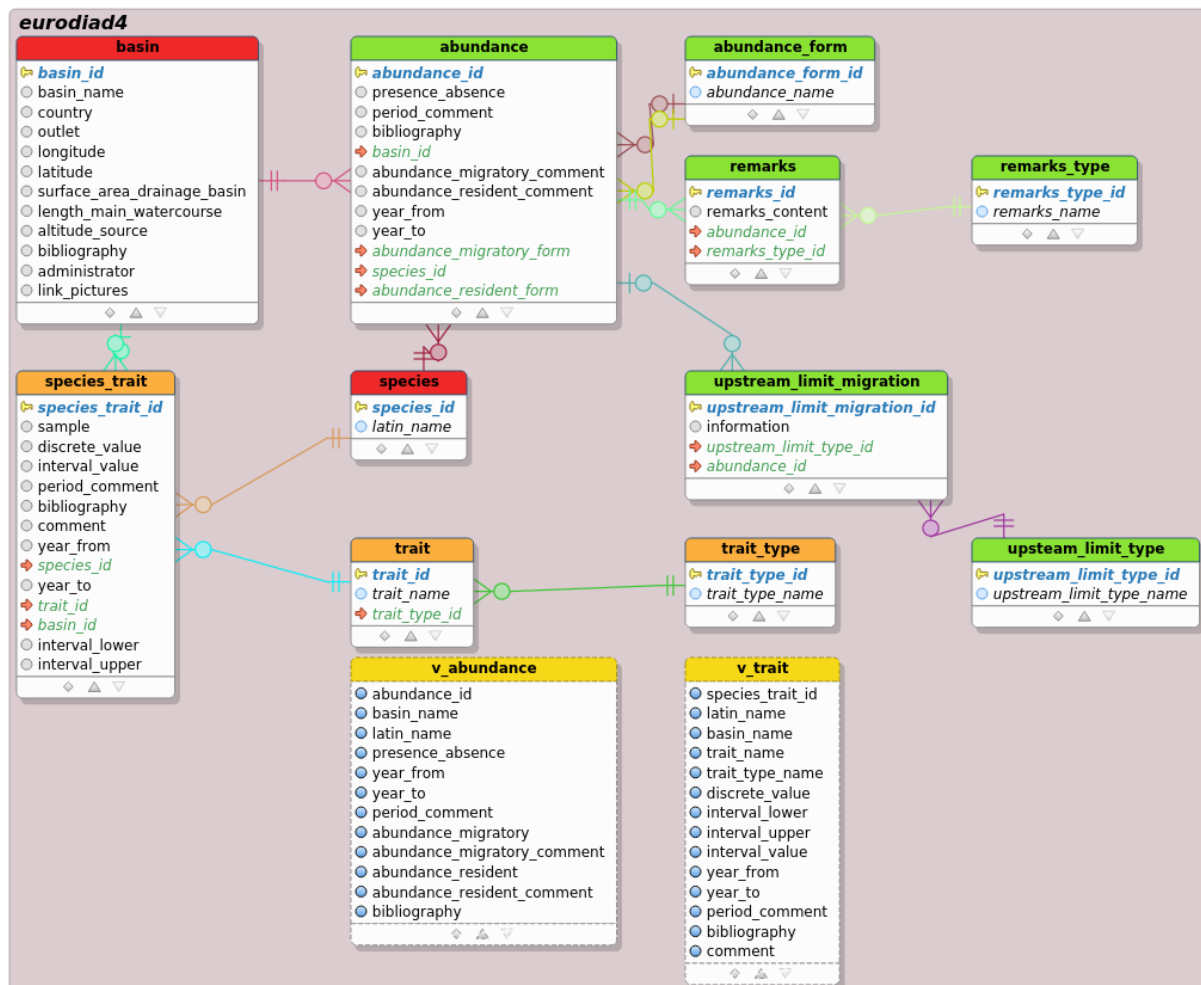 eurodiad4
basin
basin_id
basin_name
country
outlet
longitude
latitude
surface_area_drainage_basin
length_main_watercourse
altitude_source
bibliography
administrator
link_pictures
abundance
abundance_id
presence_absence
period_comment
bibliography
basin_id
abundance_migratory_comment
abundance_resident_comment
year_from
year_to
abundance_migratory_form
species_id
abundance_resident_form
abundance_form
abundance_form_id
abundance_name
remarks
remarks_id
remarks_content
abundance_id
remarks_type_id
remarks_type
remarks_type_id
remarks_name
species_trait
species_trait_id
sample
discrete_value
interval_value
period_comment
bibliography
comment
year_from
species_id
year_to
trait_id
basin_id
interval_lower
interval_upper
species
species_id
latin_name
upstream_limit_migration
upstream_limit_migration_id
information
upstream_limit_type_id
abundance_id
trait
trait_id
trait_name
trait_type_id
trait_type
trait_type_id
trait_type_name
upsteam_limit_type
upstream_limit_type_id
upstream_limit_type_name
v_abundance
abundance_id
basin_name
latin_name
presence_absence
year_from
year_to
period_comment
abundance_migratory
abundance_migratory_comment
abundance_resident
abundance_resident_comment
bibliography
v_trait
species_trait_id
latin_name
basin_name
trait_name
trait_type_name
discrete_value
interval_lower
interval_upper
interval_value
year_from
year_to
period_comment
bibliography
comment